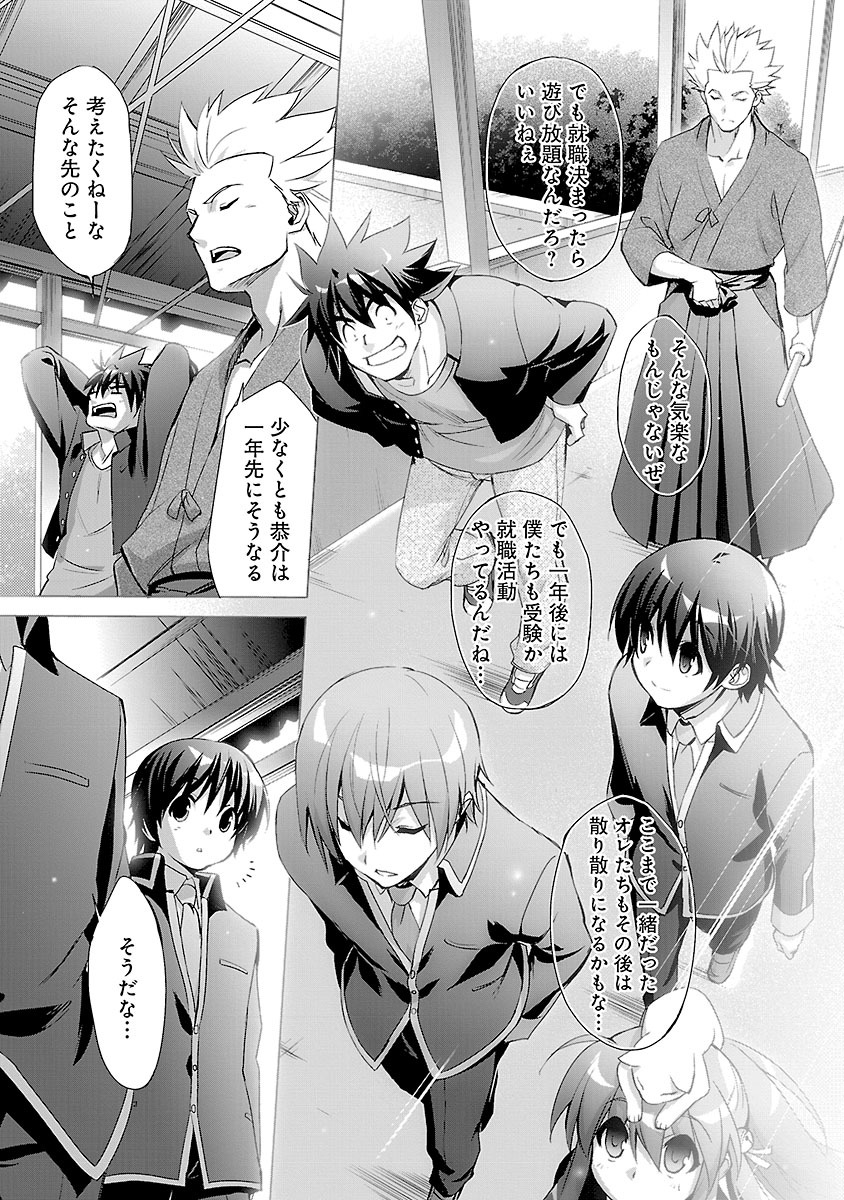 でも就職決まったら
遊び放題なんだろ?
いいねぇ
そんな気楽な
もんじゃないぜ
でも一年後には
僕たちも受験か
就職活動
やってるんだね…
ここまで一緒だった
オレたちもその後は
散り散りになるかもな…
考えたくねーな
そんな先のこと
少なくとも恭介は
一年先にそうなる
そうだな…